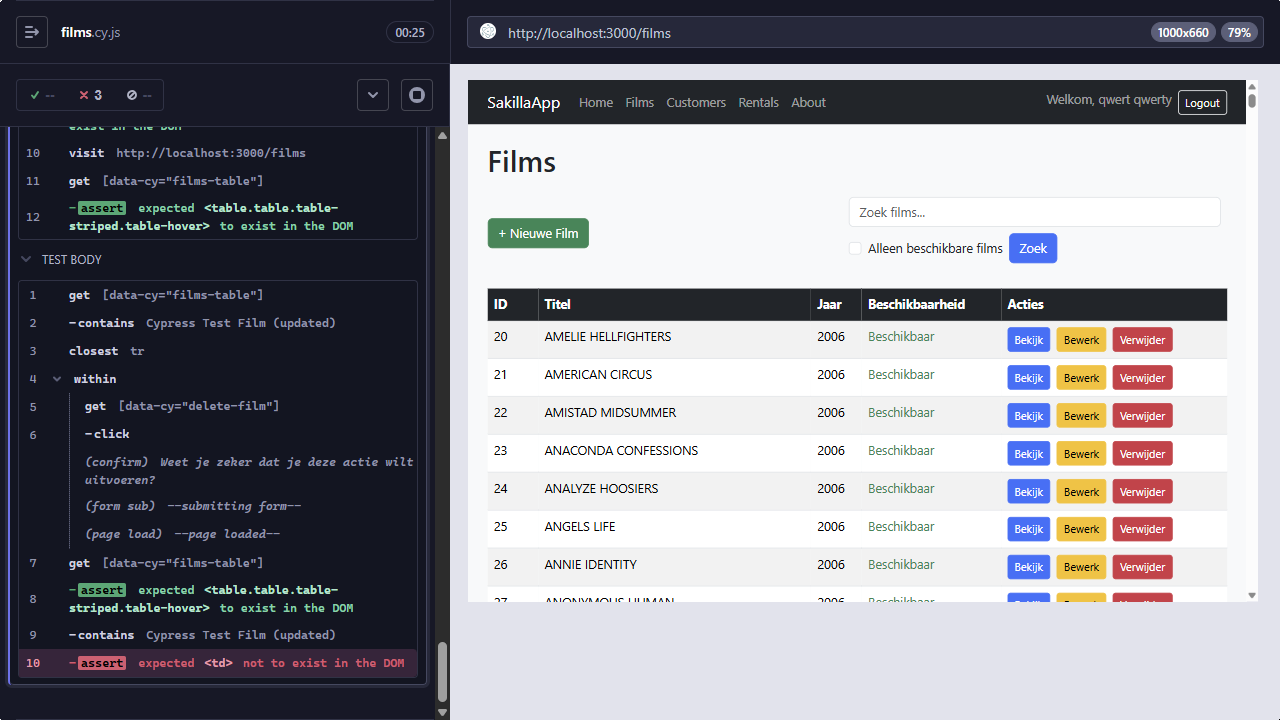 films.cy.js
00:25
http://localhost:3000/films
1000x660
79%
--
3
--
exist in the DOM
10 visit http://localhost:3000/films
11 get [data-cy="films-table"]
12 -assert expected <table.table.table-
striped.table-hover> to exist in the DOM
TEST BODY
1 get [data-cy="films-table"]
2 -contains Cypress Test Film (updated)
3 closest tr
4 within
5 get [data-cy="delete-film"]
6 -click
(confirm) Weet je zeker dat je deze actie wilt
uitvoeren?
(form sub) --submitting form--
(page load) --page loaded--
7 get [data-cy="films-table"]
8 -assert expected <table.table.table-
striped.table-hover> to exist in the DOM
9 -contains Cypress Test Film (updated)
10 -assert expected <td> not to exist in the DOM
SakillaApp Home Films Customers Rentals About Welkom, qwert qwerty Logout
Films
+ Nieuwe Film
Zoek films...
Alleen beschikbare films Zoek
ID Titel Jaar Beschikbaarheid Acties
20 AMELIE HELLFIGHTERS 2006 Beschikbaar Bekijk Bewerk Verwijder
21 AMERICAN CIRCUS 2006 Beschikbaar Bekijk Bewerk Verwijder
22 AMISTAD MIDSUMMER 2006 Beschikbaar Bekijk Bewerk Verwijder
23 ANACONDA CONFESSIONS 2006 Beschikbaar Bekijk Bewerk Verwijder
24 ANALYZE HOOSIERS 2006 Beschikbaar Bekijk Bewerk Verwijder
25 ANGELS LIFE 2006 Beschikbaar Bekijk Bewerk Verwijder
26 ANNIE IDENTITY 2006 Beschikbaar Bekijk Bewerk Verwijder
27 ANONYMOUS HUMAN 2006 Beschikbaar